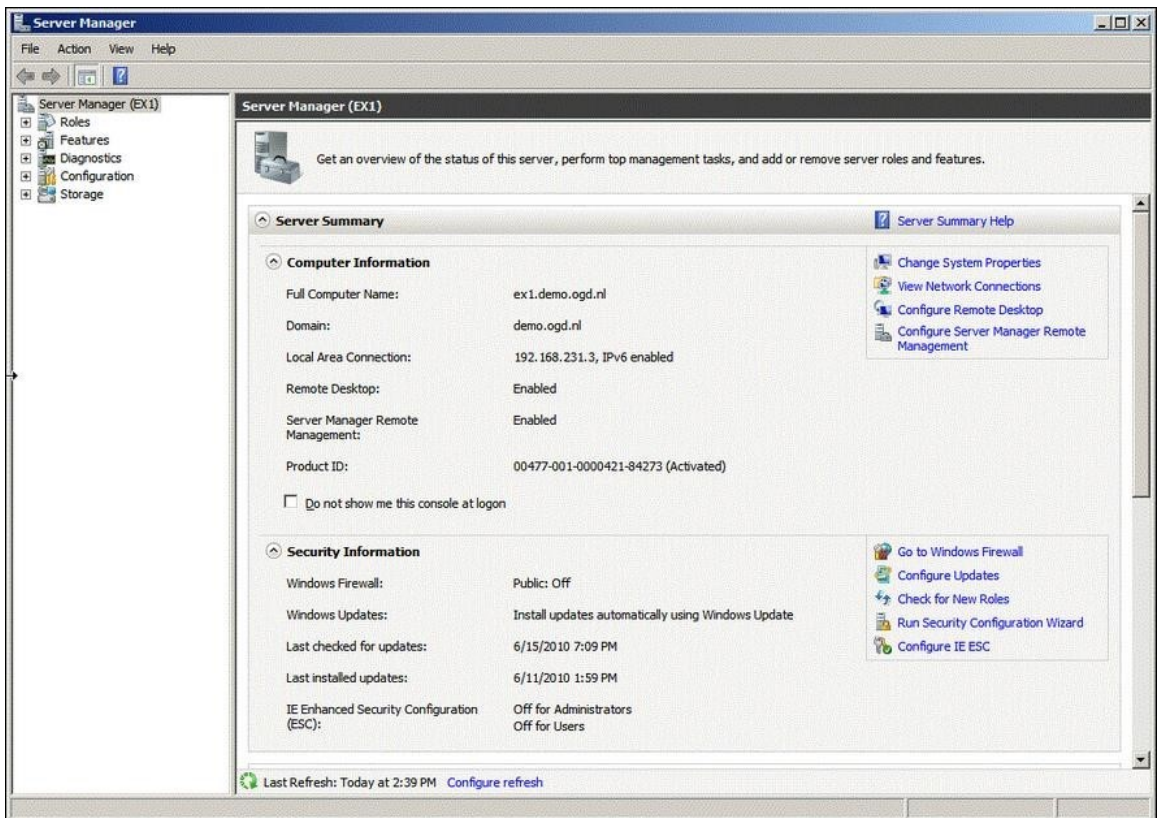 Server Manager
File Action View Help
Server Manager (EX1)
Roles
Features
Diagnostics
Configuration
Storage
Server Manager (EX1)
Get an overview of the status of this server, perform top management tasks, and add or remove server roles and features.
Server Summary
Server Summary Help
Computer Information
Full Computer Name: ex1.demo.ogd.nl
Domain: demo.ogd.nl
Local Area Connection: 192.168.231.3, IPv6 enabled
Remote Desktop: Enabled
Server Manager Remote Enabled
Management:
Product ID: 00477-001-0000421-84273 (Activated)
Do not show me this console at logon
Change System Properties
View Network Connections
Configure Remote Desktop
Configure Server Manager Remote
Management
Security Information
Windows Firewall: Public: Off
Windows Updates: Install updates automatically using Windows Update
Last checked for updates: 6/15/2010 7:09 PM
Last installed updates: 6/11/2010 1:59 PM
IE Enhanced Security Configuration Off for Administrators
(ESC): Off for Users
Go to Windows Firewall
Configure Updates
Check for New Roles
Run Security Configuration Wizard
Configure IE ESC
Last Refresh: Today at 2:39 PM Configure refresh